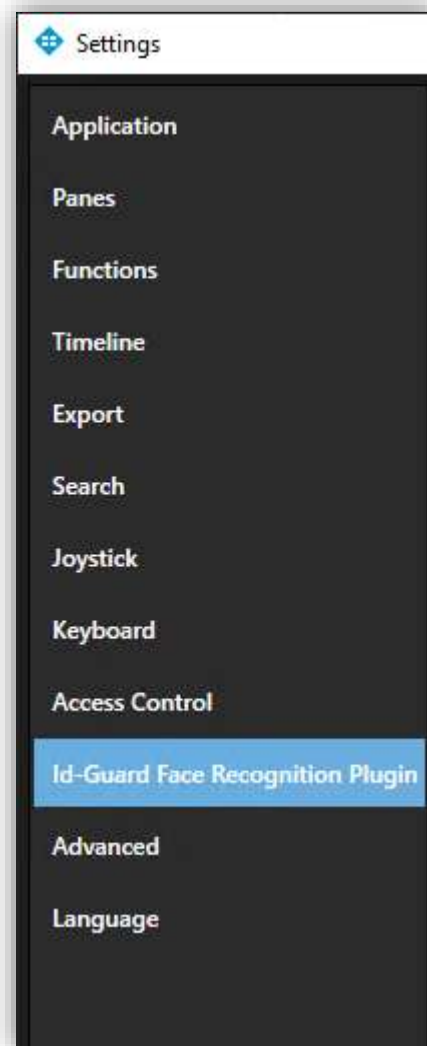 Settings
Application
Panes
Functions
Timeline
Export
Search
Joystick
Keyboard
Access Control
Id-Guard Face Recognition Plugin
Advanced
Language